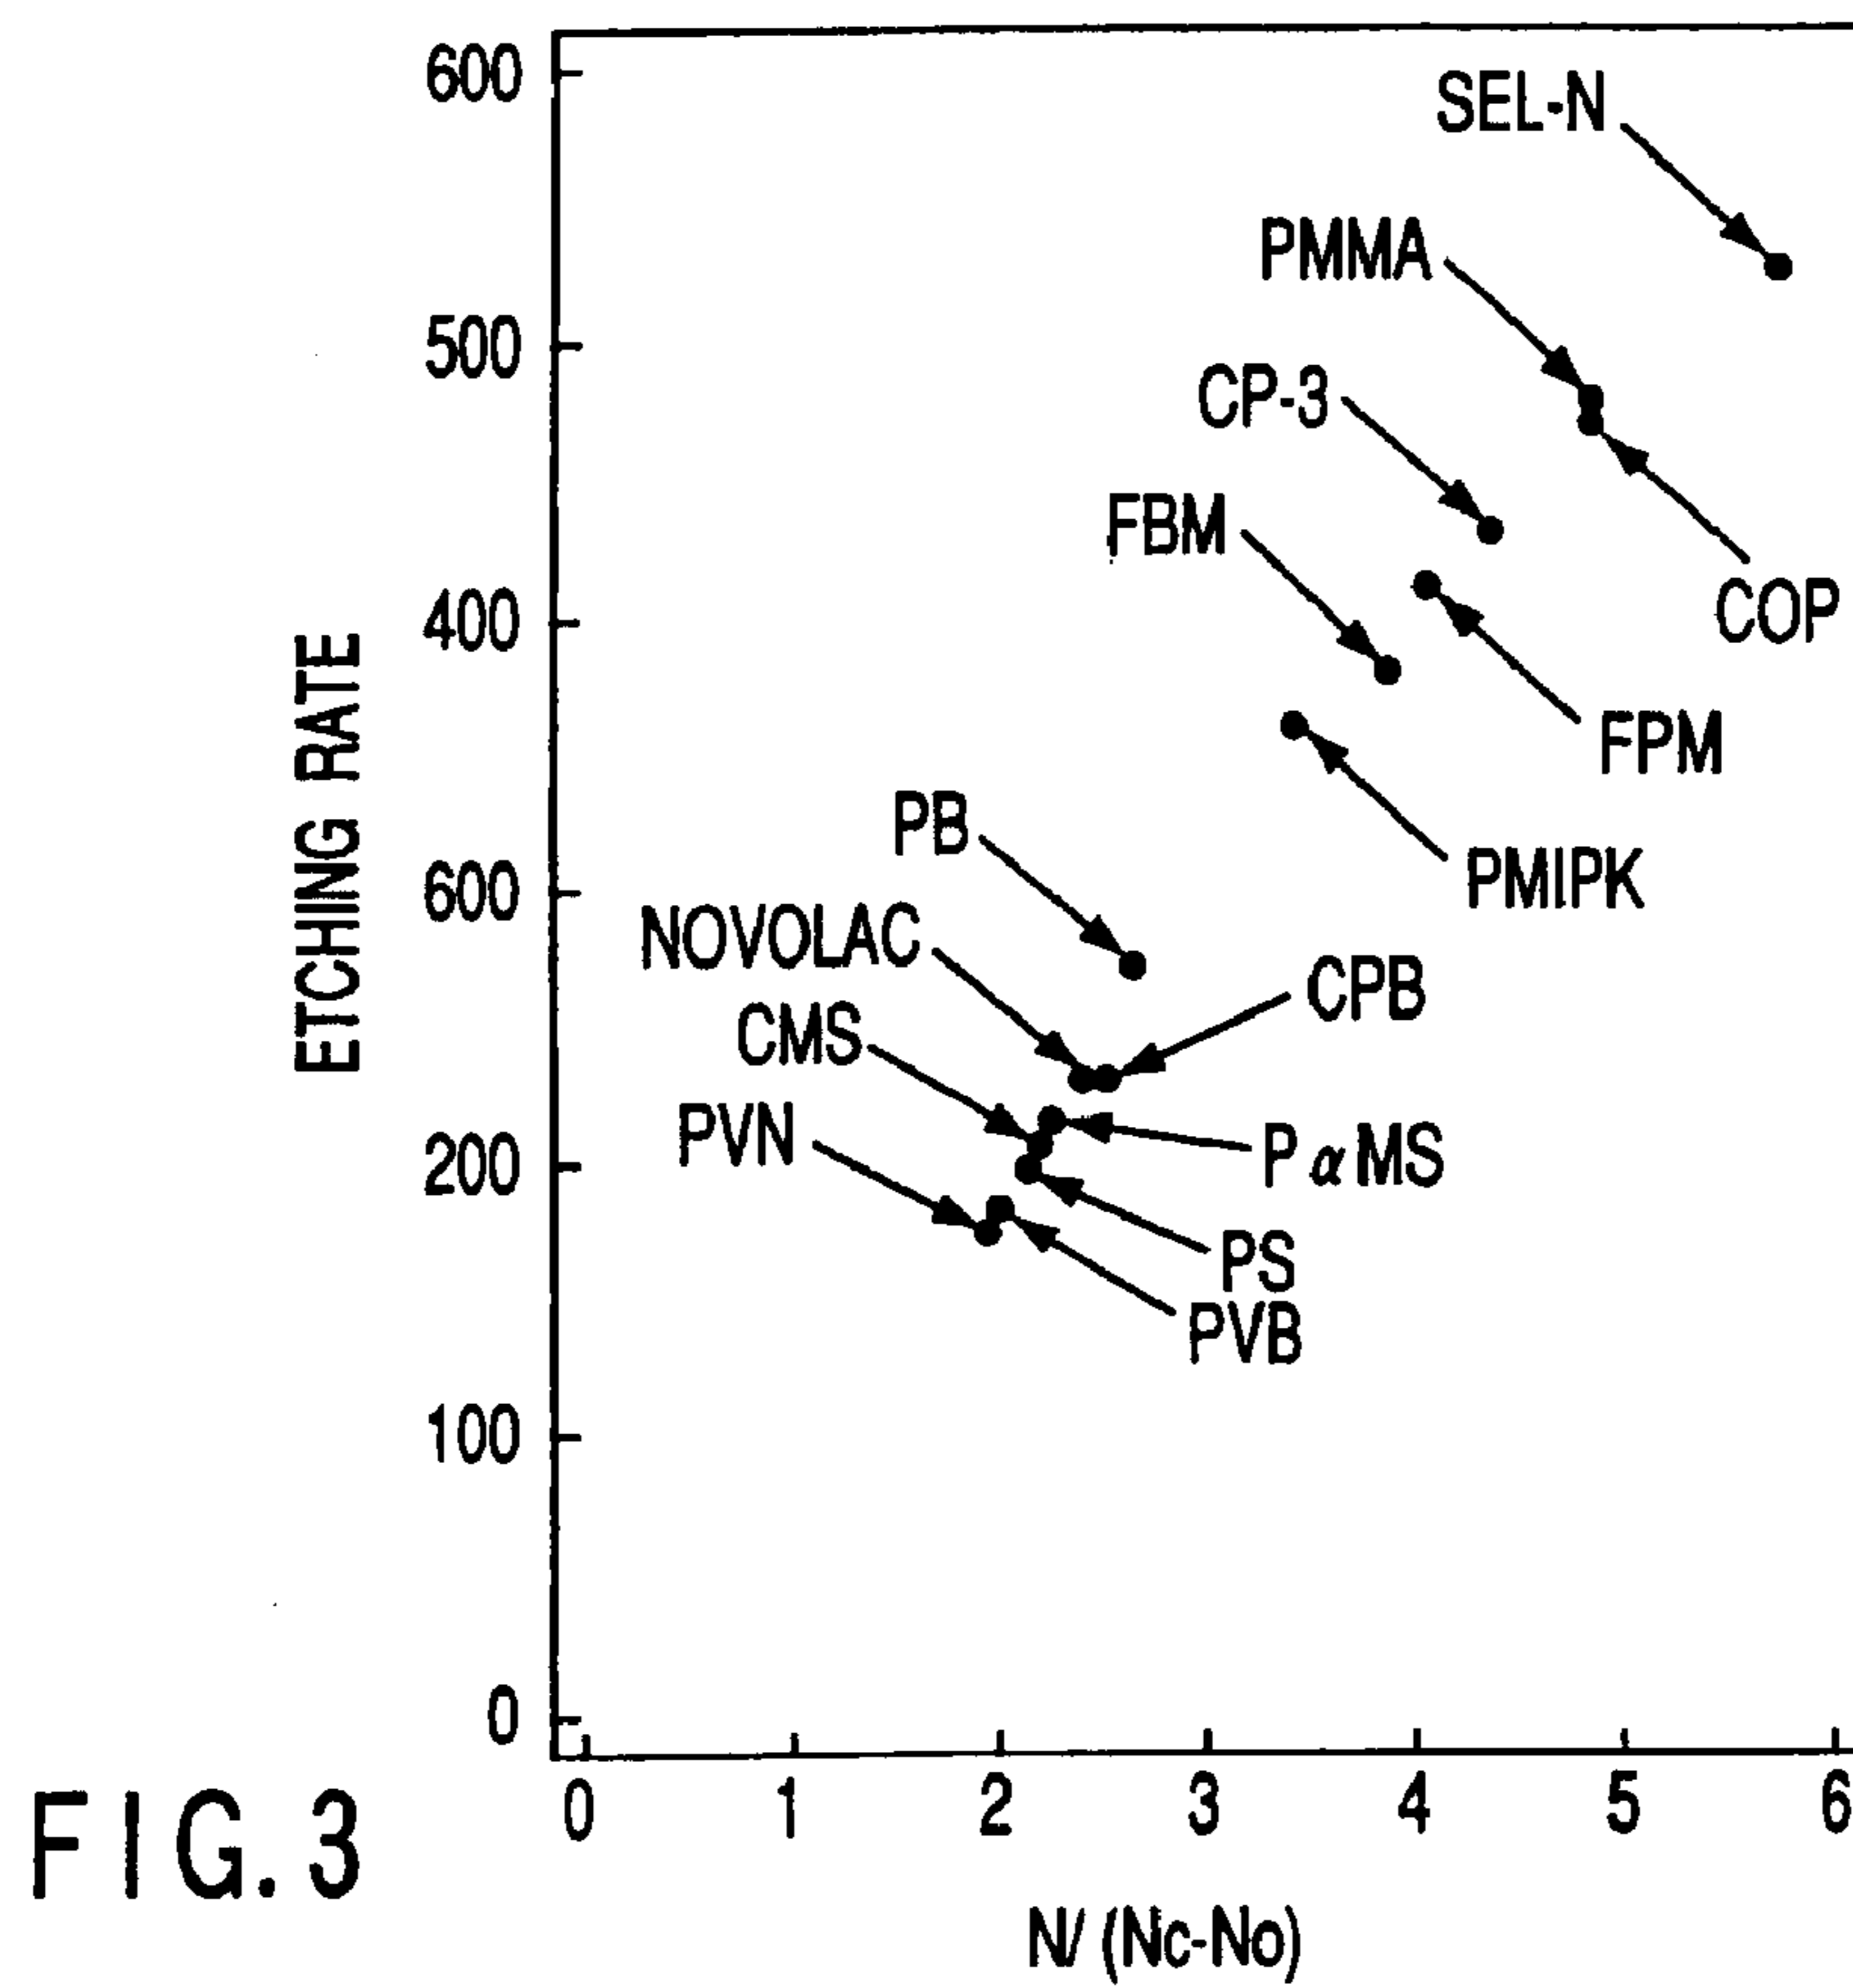 600
SEL-N
PMMA
500
CP-3
FBM
400
COP
ETCHING RATE
FPM
PB
600
PMIPK
NOVOLAC
CPB
CMS
PVN
200
PαMS
PS
PVB
100
0
0 1 2 3 4 5 6
FIG.3
N/(Nc-No)